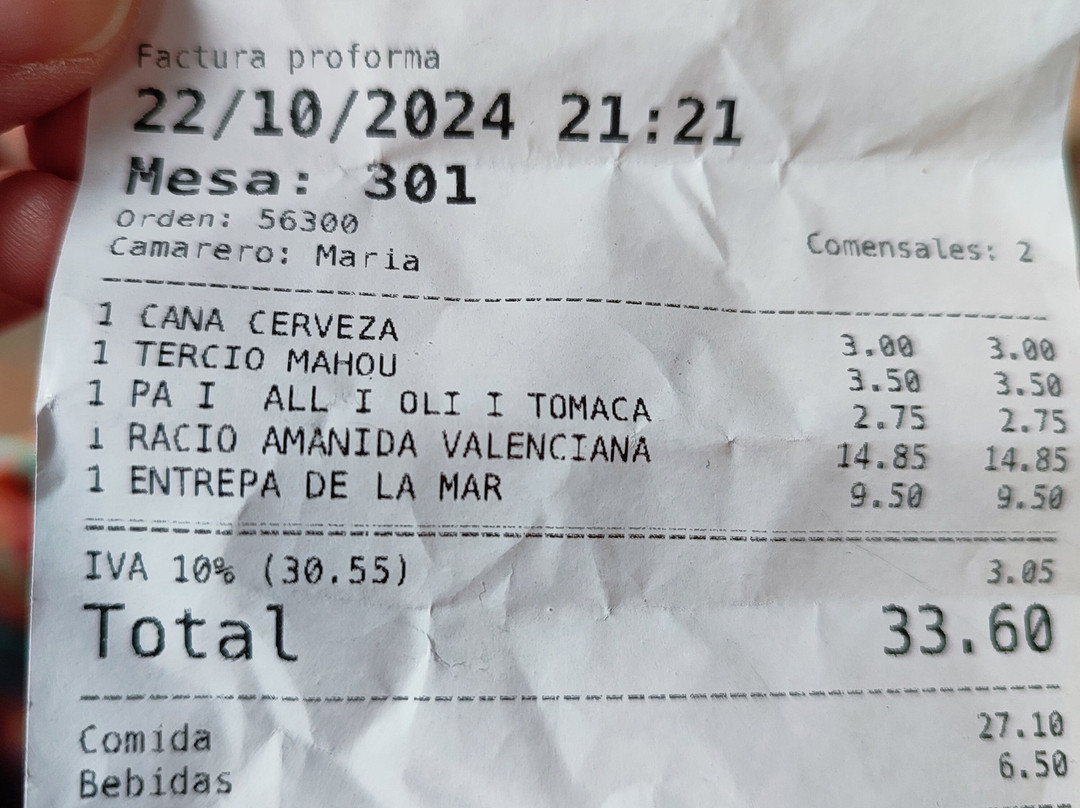 Factura proforma
22/10/2024 21:21
Mesa: 301
Orden: 56300
Camarero: Maria Comensales: 2
1 CANA CERVEZA 3.00 3.00
1 TERCIO MAHOU 3.50 3.50
1 PA I ALL I OLI I TOMACA 2.75 2.75
1 RACIO AMANIDA VALENCIANA 14.85 14.85
1 ENTREPA DE LA MAR 9.50 9.50
IVA 10% (30.55) 3.05
Total 33.60
Comida 27.10
Bebidas 6.50